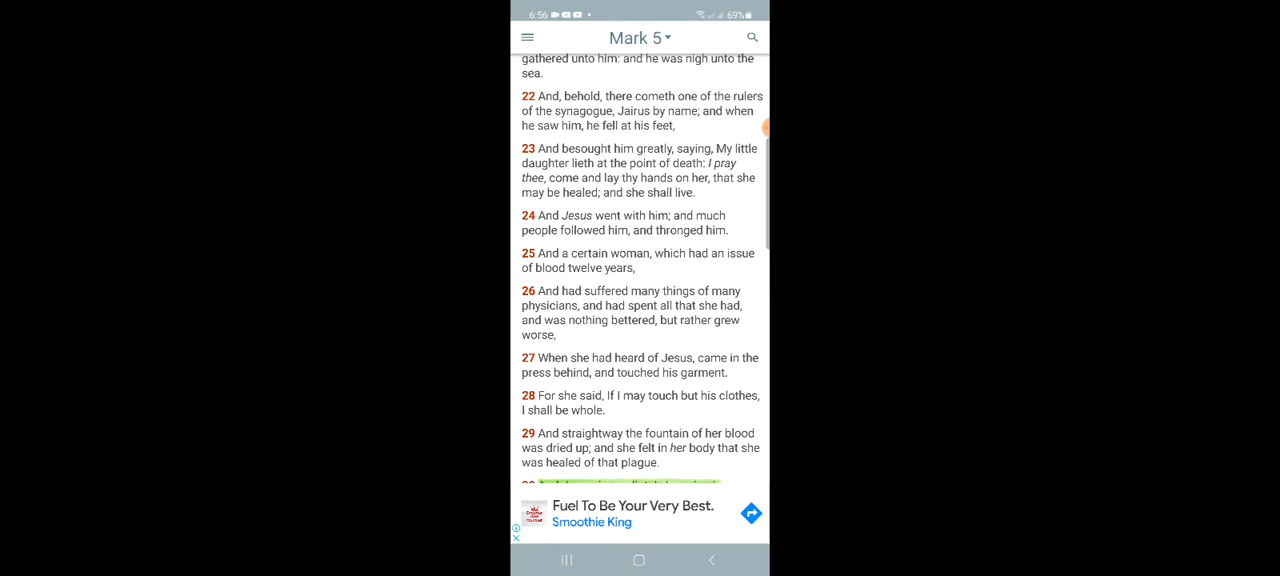 6:56
69%
Mark 5
gathered unto him: and he was nigh unto the
sea.
22 And, behold, there cometh one of the rulers
of the synagogue, Jairus by name; and when
he saw him, he fell at his feet,
23 And besought him greatly, saying, My little
daughter lieth at the point of death: I pray
thee, come and lay thy hands on her, that she
may be healed; and she shall live.
24 And Jesus went with him; and much
people followed him, and thronged him.
25 And a certain woman, which had an issue
of blood twelve years,
26 And had suffered many things of many
physicians, and had spent all that she had,
and was nothing bettered, but rather grew
worse,
27 When she had heard of Jesus, came in the
press behind, and touched his garment.
28 For she said, If I may touch but his clothes,
I shall be whole.
29 And straightway the fountain of her blood
was dried up; and she felt in her body that she
was healed of that plague.
Fuel To Be Your Very Best.
Smoothie King